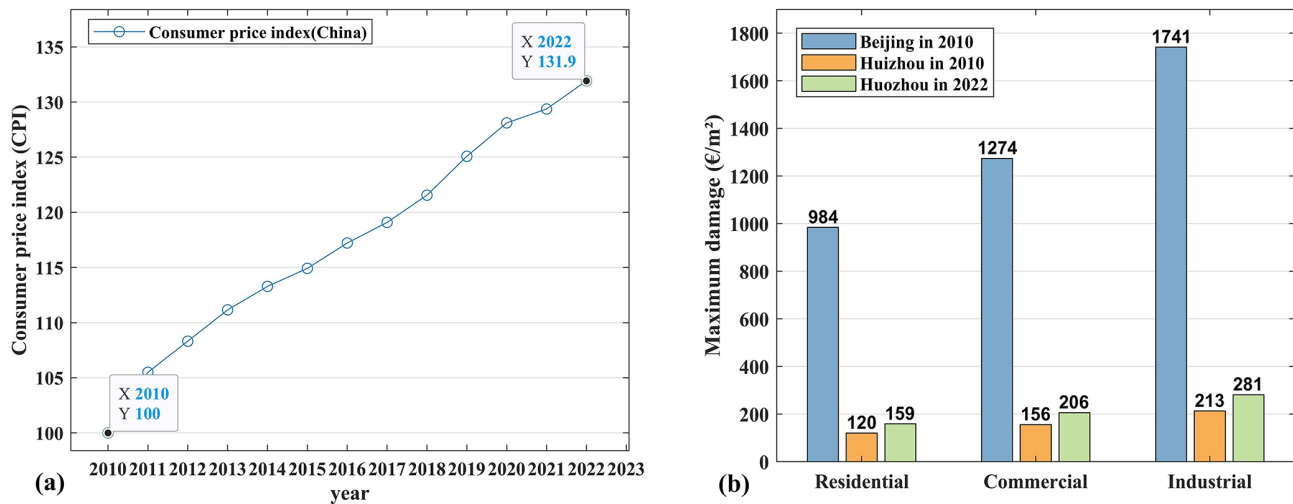 Consumer price index (CPI)
135
130
125
120
115
110
105
100
Consumer price index(China)
X 2022
Y 131.9
X 2010
Y 100
2010 2011 2012 2013 2014 2015 2016 2017 2018 2019 2020 2021 2022 2023
year
(a)
Maximum damage (€/m²)
1800
1600
1400
1200
1000
800
600
400
200
0
Beijing in 2010
Huizhou in 2010
Huozhou in 2022
984
120
159
1274
156
206
1741
213
281
Residential Commercial Industrial
(b)